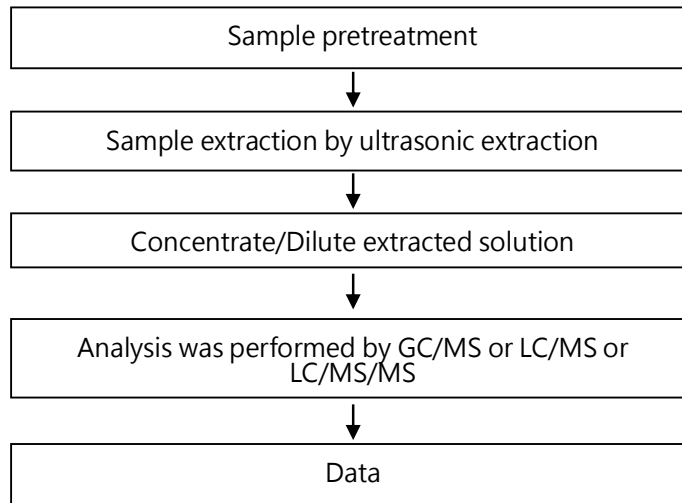 Sample pretreatment
Sample extraction by ultrasonic extraction
Concentrate/Dilute extracted solution
Analysis was performed by GC/MS or LC/MS or
LC/MS/MS
Data